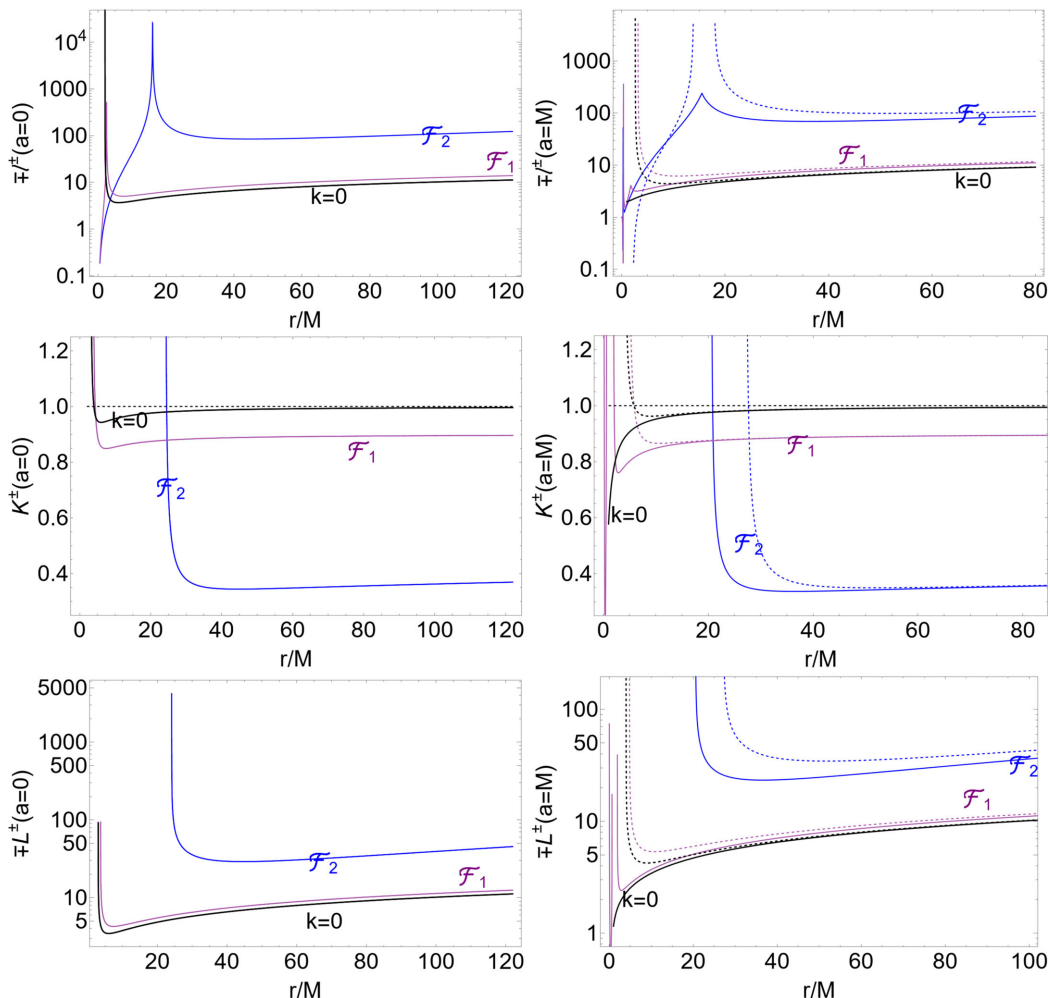 ∓l±(a=0)
10⁴
1000
100
10
1
0.1
ℱ₂
ℱ₁
k=0
0 20 40 60 80 100 120
r/M
∓l±(a=M)
1000
100
10
1
0.1
ℱ₂
ℱ₁
k=0
0 20 40 60 80
r/M
K±(a=0)
1.2
1.0
0.8
0.6
0.4
k=0
ℱ₁
ℱ₂
0 20 40 60 80 100 120
r/M
K±(a=M)
1.2
1.0
0.8
0.6
0.4
ℱ₁
k=0
ℱ₂
0 20 40 60 80
r/M
∓L±(a=0)
5000
1000
500
100
50
10
5
ℱ₂
ℱ₁
k=0
20 40 60 80 100 120
r/M
∓L±(a=M)
100
50
10
5
1
ℱ₂
ℱ₁
k=0
0 20 40 60 80 100
r/M